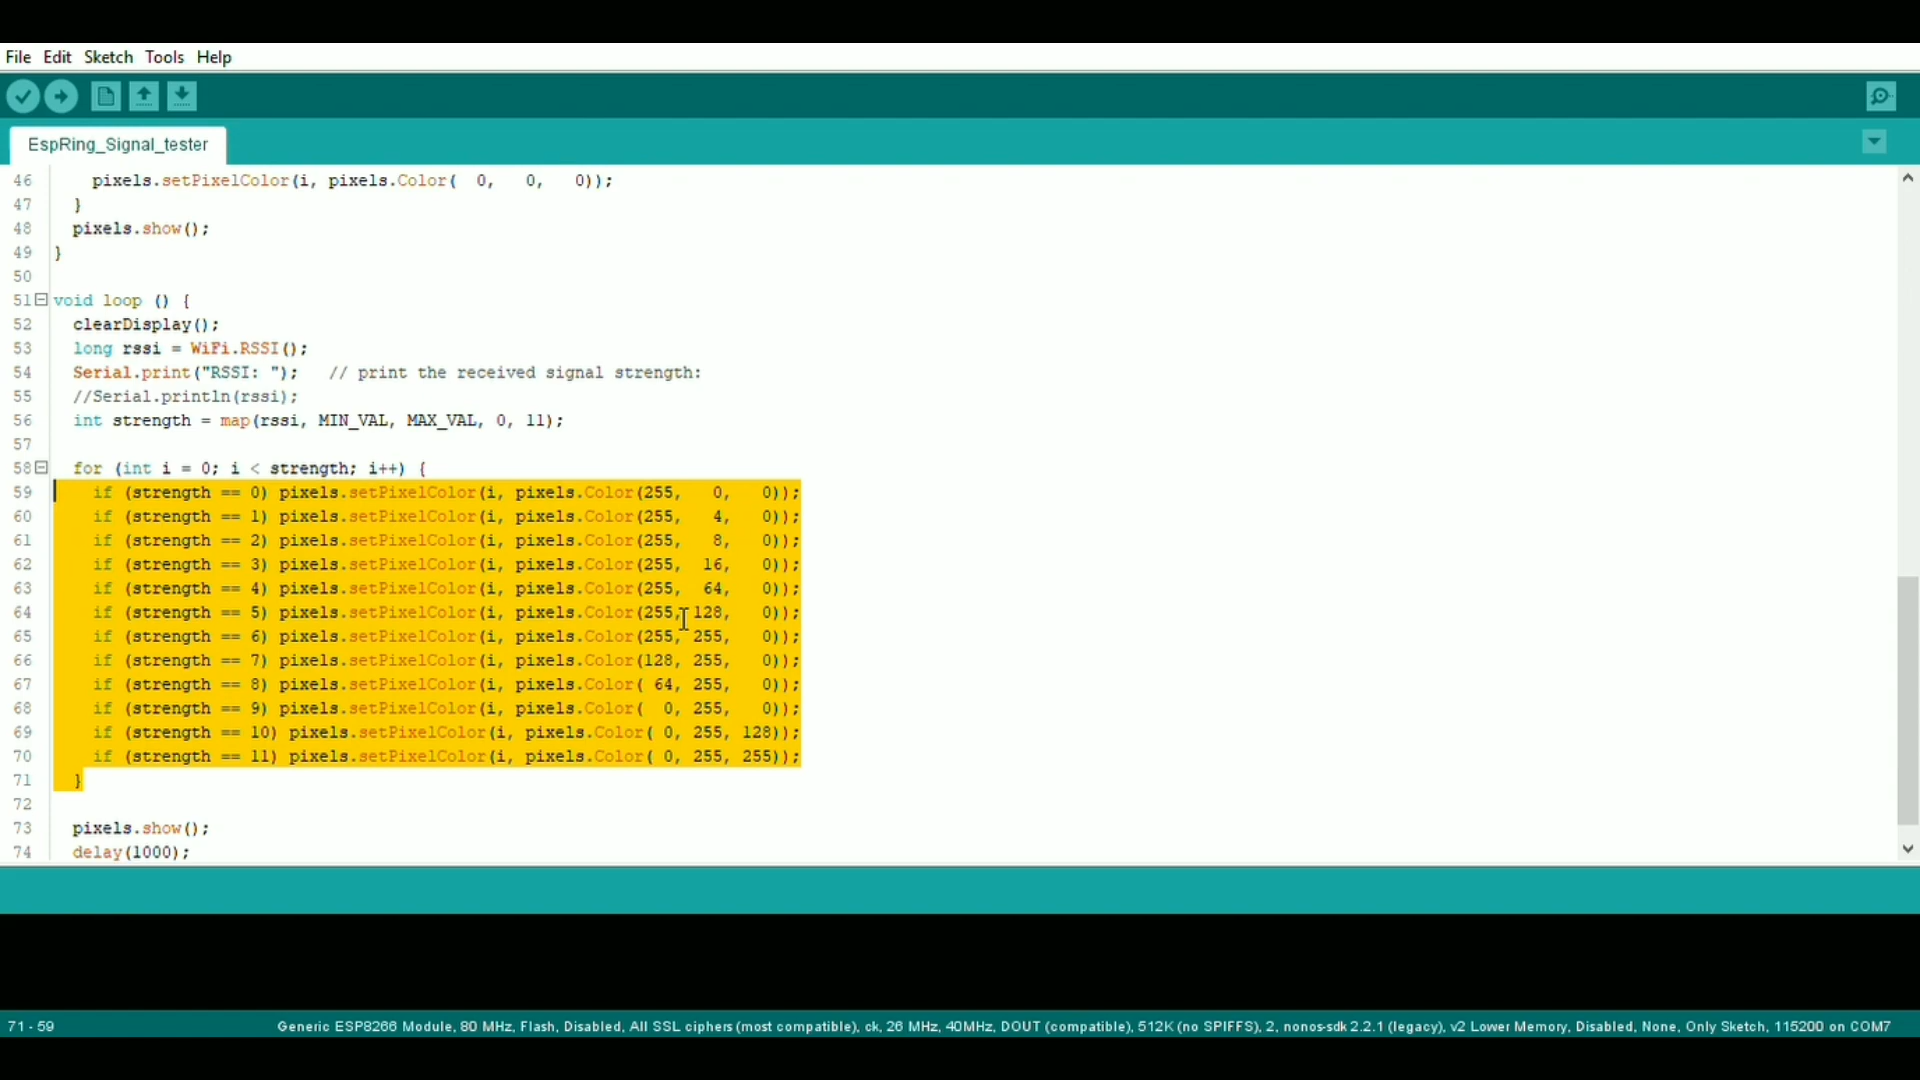 File Edit Sketch Tools Help
EspRing_Signal_tester
46     pixels.setPixelColor(i, pixels.Color(  0,   0,   0));
47   }
48   pixels.show();
49 }
50
51 void loop () {
52   clearDisplay();
53   long rssi = WiFi.RSSI();
54   Serial.print("RSSI: ");   // print the received signal strength:
55   //Serial.println(rssi);
56   int strength = map(rssi, MIN_VAL, MAX_VAL, 0, 11);
57
58   for (int i = 0; i < strength; i++) {
59     if (strength == 0) pixels.setPixelColor(i, pixels.Color(255,   0,   0));
60     if (strength == 1) pixels.setPixelColor(i, pixels.Color(255,   4,   0));
61     if (strength == 2) pixels.setPixelColor(i, pixels.Color(255,   8,   0));
62     if (strength == 3) pixels.setPixelColor(i, pixels.Color(255,  16,   0));
63     if (strength == 4) pixels.setPixelColor(i, pixels.Color(255,  64,   0));
64     if (strength == 5) pixels.setPixelColor(i, pixels.Color(255, 128,   0));
65     if (strength == 6) pixels.setPixelColor(i, pixels.Color(255, 255,   0));
66     if (strength == 7) pixels.setPixelColor(i, pixels.Color(128, 255,   0));
67     if (strength == 8) pixels.setPixelColor(i, pixels.Color( 64, 255,   0));
68     if (strength == 9) pixels.setPixelColor(i, pixels.Color(  0, 255,   0));
69     if (strength == 10) pixels.setPixelColor(i, pixels.Color( 0, 255, 128));
70     if (strength == 11) pixels.setPixelColor(i, pixels.Color( 0, 255, 255));
71   }
72
73   pixels.show();
74   delay(1000);
71 - 59 Generic ESP8266 Module, 80 MHz, Flash, Disabled, All SSL ciphers (most compatible), ck, 26 MHz, 40MHz, DOUT (compatible), 512K (no SPIFFS), 2, nonos-sdk 2.2.1 (legacy), v2 Lower Memory, Disabled, None, Only Sketch, 115200 on COM7